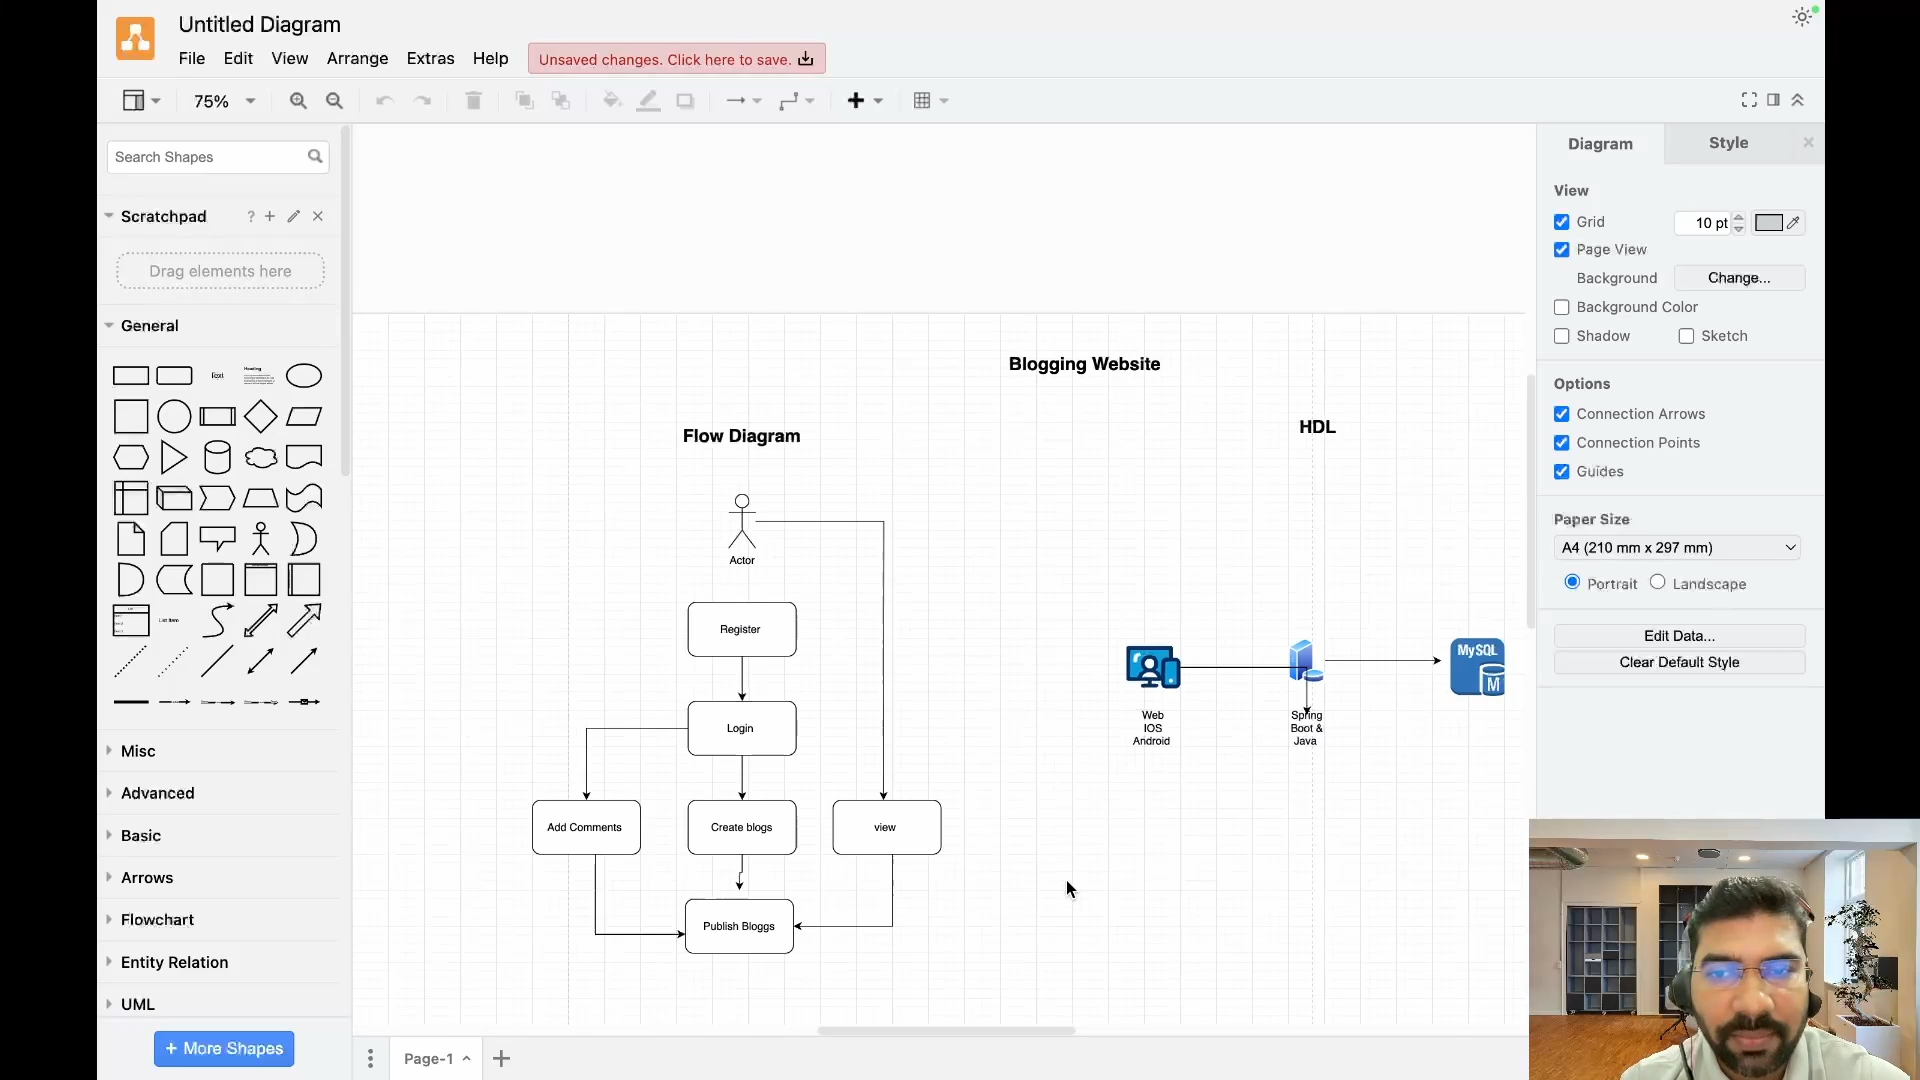 Untitled Diagram
File Edit View Arrange Extras Help Unsaved changes. Click here to save.
75%
Search Shapes
Scratchpad ? +
Drag elements here
General
Text
Heading
List Item
Misc
Advanced
Basic
Arrows
Flowchart
Entity Relation
UML
+ More Shapes
Blogging Website
Flow Diagram
HDL
Actor
Register
Login
Add Comments
Create blogs
view
Publish Bloggs
Web
IOS
Android
Spring
Boot &
Java
MySQL
M
Page-1
Diagram Style
View
Grid 10 pt
Page View
Background Change...
Background Color
Shadow Sketch
Options
Connection Arrows
Connection Points
Guides
Paper Size
A4 (210 mm x 297 mm)
Portrait Landscape
Edit Data...
Clear Default Style